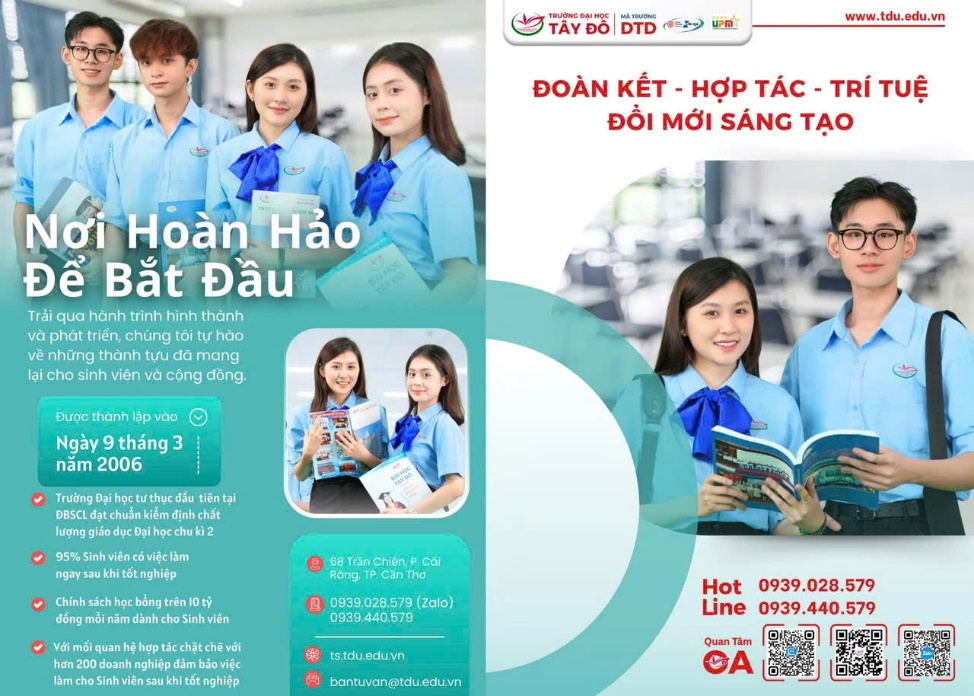 Nơi Hoàn Hảo
Để Bắt Đầu
Trải qua hành trình hình thành
và phát triển, chúng tôi tự hào
về những thành tựu đã mang
lại cho sinh viên và cộng đồng.
Được thành lập vào
Ngày 9 tháng 3
năm 2006
Trường Đại học tư thục đầu tiên tại
ĐBSCL đạt chuẩn kiểm định chất
lượng giáo dục Đại học chu kì 2
95% Sinh viên có việc làm
ngay sau khi tốt nghiệp
Chính sách học bổng trên 10 tỷ
đồng mỗi năm dành cho Sinh viên
Với mối quan hệ hợp tác chặt chẽ với
hơn 200 doanh nghiệp đảm bảo việc
làm cho Sinh viên sau khi tốt nghiệp
ĐẠI HỌC
TÂY ĐÔ
68 Trần Chiên, P. Cái
Răng, TP. Cần Thơ
0939.028.579 (Zalo)
0939.440.579
ts.tdu.edu.vn
bantuvan@tdu.edu.vn
TRƯỜNG ĐẠI HỌC
TÂY ĐÔ
MÃ TRƯỜNG
DTD
UPM
www.tdu.edu.vn
ĐOÀN KẾT - HỢP TÁC - TRÍ TUỆ
ĐỔI MỚI SÁNG TẠO
Hot Line
0939.028.579
0939.440.579
Quan Tâm
OA